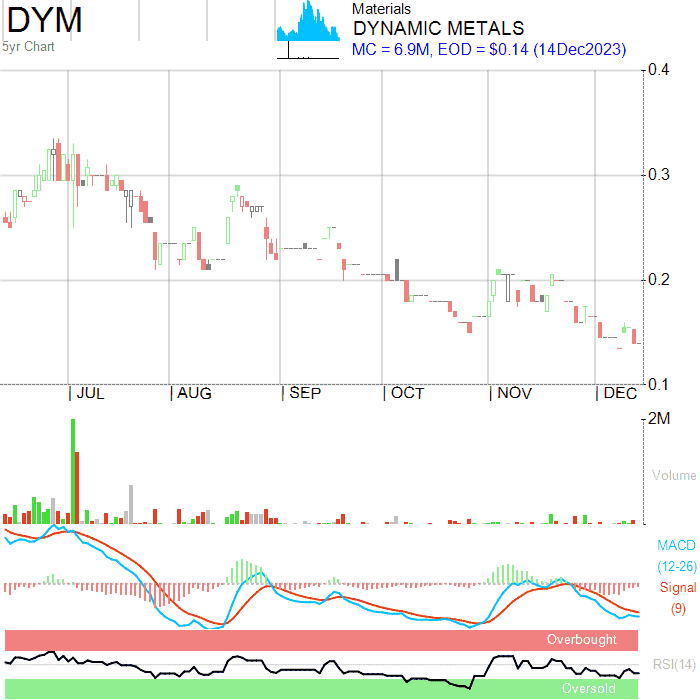 DYM
5yr Chart
Materials
DYNAMIC METALS
MC = 6.9M, EOD = $0.14 (14Dec2023)
0.4
0.3
0.2
0.1
JUL AUG SEP OCT NOV DEC
2M
Volume
MACD
(12-26)
Signal
(9)
Overbought
RSI(14)
Oversold